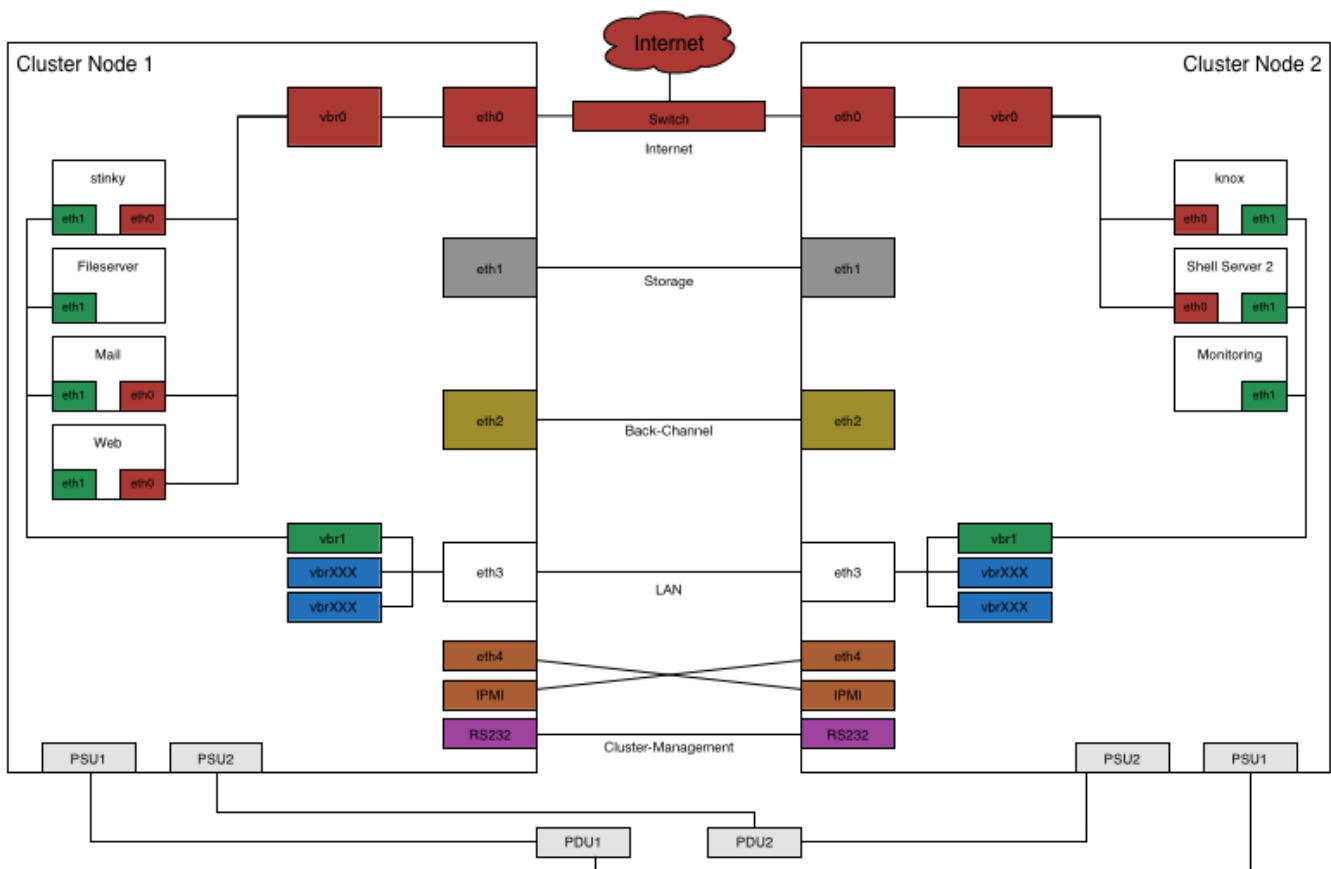 Internet
Cluster Node 1
Cluster Node 2
vbr0
eth0
Switch
eth0
vbr0
Internet
stinky
eth1
eth0
knox
eth0
eth1
Fileserver
eth1
eth1
Storage
eth1
Shell Server 2
eth0
eth1
Mail
eth1
eth0
Monitoring
eth1
eth2
Back-Channel
eth2
Web
eth1
eth0
vbr1
vbrXXX
vbrXXX
eth3
LAN
eth3
vbr1
vbrXXX
vbrXXX
eth4
eth4
IPMI
IPMI
RS232
Cluster-Management
RS232
PSU1
PSU2
PSU2
PSU1
PDU1
PDU2